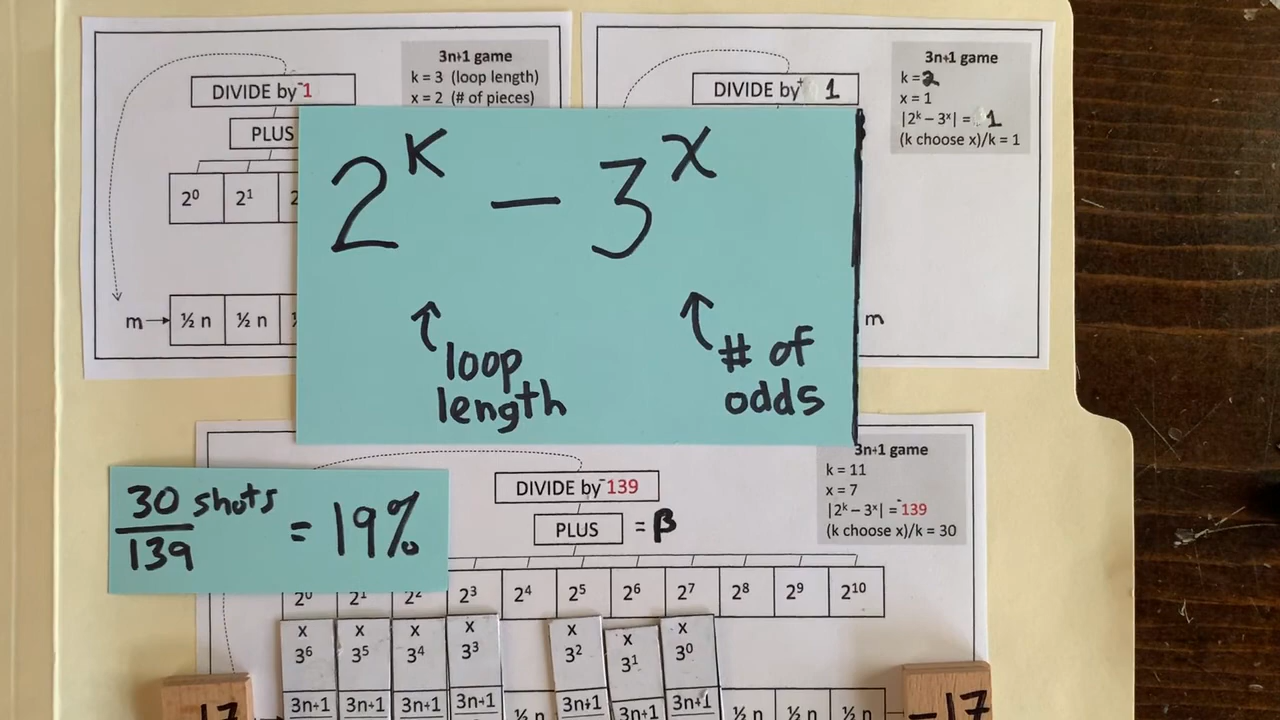 3n+1 game
k = 3 (loop length)
x = 2 (# of pieces)
DIVIDE by -1
PLUS
2⁰ 2¹ 2
m → ½ n ½ n ½
3n+1 game
k = 2
x = 1
|2ᵏ – 3ˣ| = 1
(k choose x)/k = 1
DIVIDE by 1
m
2ᴷ – 3ˣ
loop length
# of odds
3n+1 game
k = 11
x = 7
|2ᵏ – 3ˣ| = -139
(k choose x)/k = 30
DIVIDE by -139
PLUS = β
30 shots / 139 = 19%
2⁰ 2¹ 2² 2³ 2⁴ 2⁵ 2⁶ 2⁷ 2⁸ 2⁹ 2¹⁰
x x x x x x x
3⁶ 3⁵ 3⁴ 3³ 3² 3¹ 3⁰
3n+1 3n+1 3n+1 3n+1 ½ n 3n+1 3n+1 3n+1 ½ n ½ n ½ n
17 -17